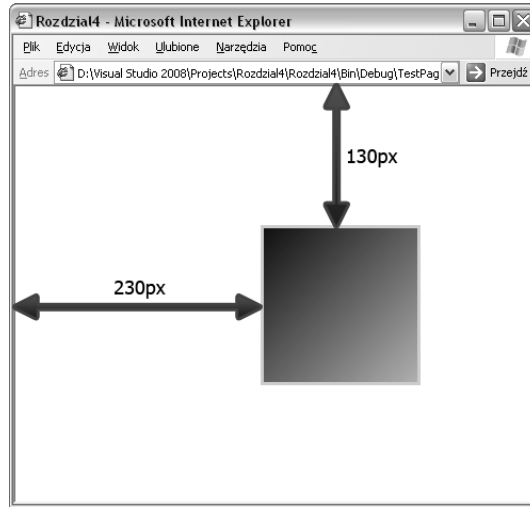 Rozdzial4 - Microsoft Internet Explorer
Plik Edycja Widok Ulubione Narzędzia Pomoc
Adres D:\Visual Studio 2008\Projects\Rozdzial4\Rozdzial4\Bin\Debug\TestPag Przejdź
130px
230px